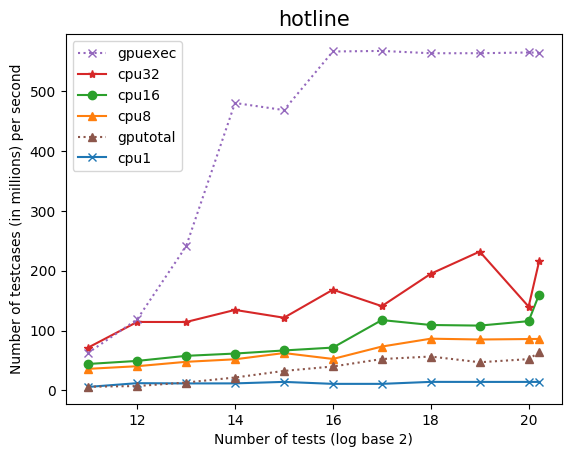 hotline
gpuexec
cpu32
cpu16
cpu8
gputotal
cpu1
Number of testcases (in millions) per second
500
400
300
200
100
0
12
14
16
18
20
Number of tests (log base 2)